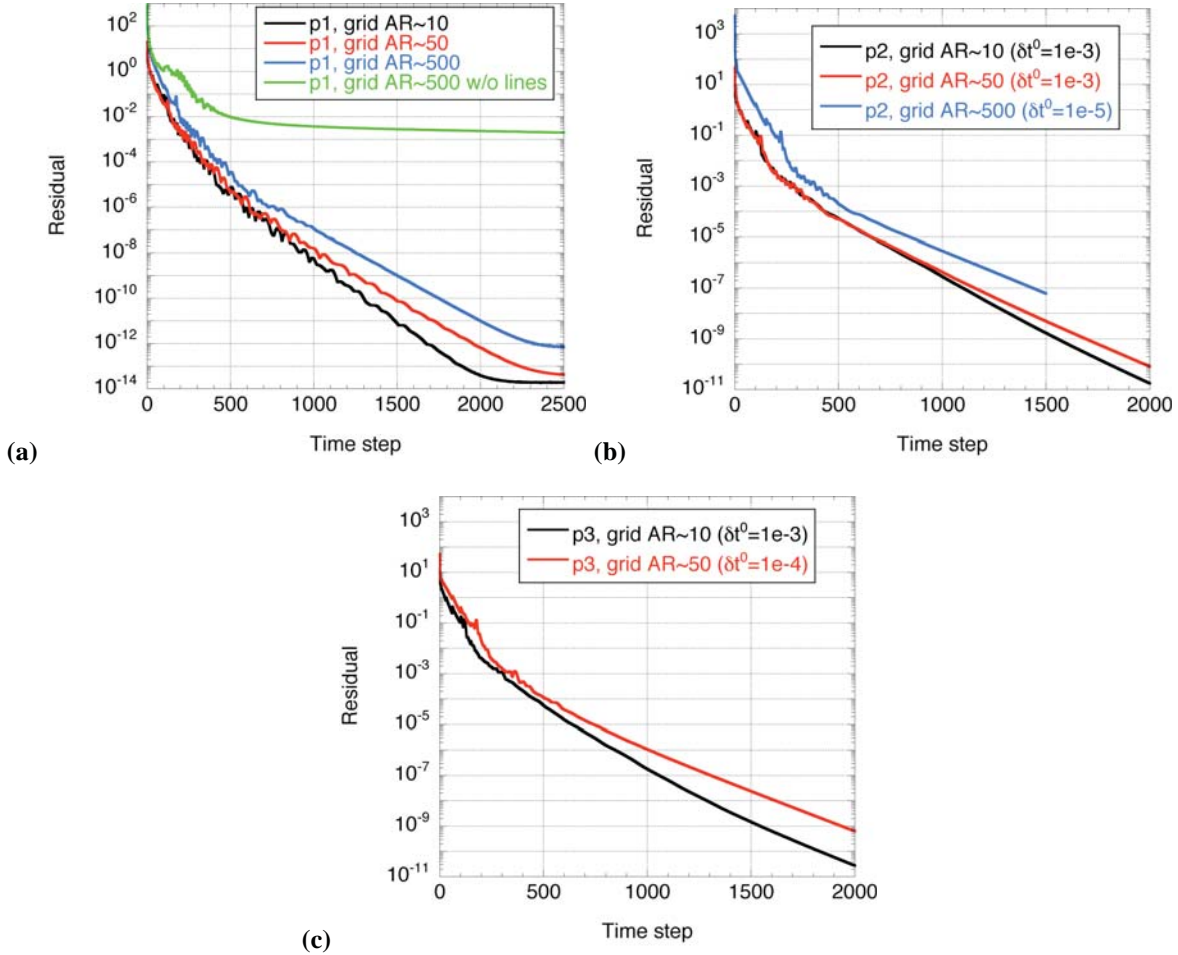 p1, grid AR~10
p1, grid AR~50
p1, grid AR~500
p1, grid AR~500 w/o lines
10^2
10^0
10^-2
10^-4
10^-6
10^-8
10^-10
10^-12
10^-14
Residual
0 500 1000 1500 2000 2500
Time step
(a)
p2, grid AR~10 (δt^0=1e-3)
p2, grid AR~50 (δt^0=1e-3)
p2, grid AR~500 (δt^0=1e-5)
10^3
10^1
10^-1
10^-3
10^-5
10^-7
10^-9
10^-11
Residual
0 500 1000 1500 2000
Time step
(b)
p3, grid AR~10 (δt^0=1e-3)
p3, grid AR~50 (δt^0=1e-4)
10^3
10^1
10^-1
10^-3
10^-5
10^-7
10^-9
10^-11
Residual
0 500 1000 1500 2000
Time step
(c)